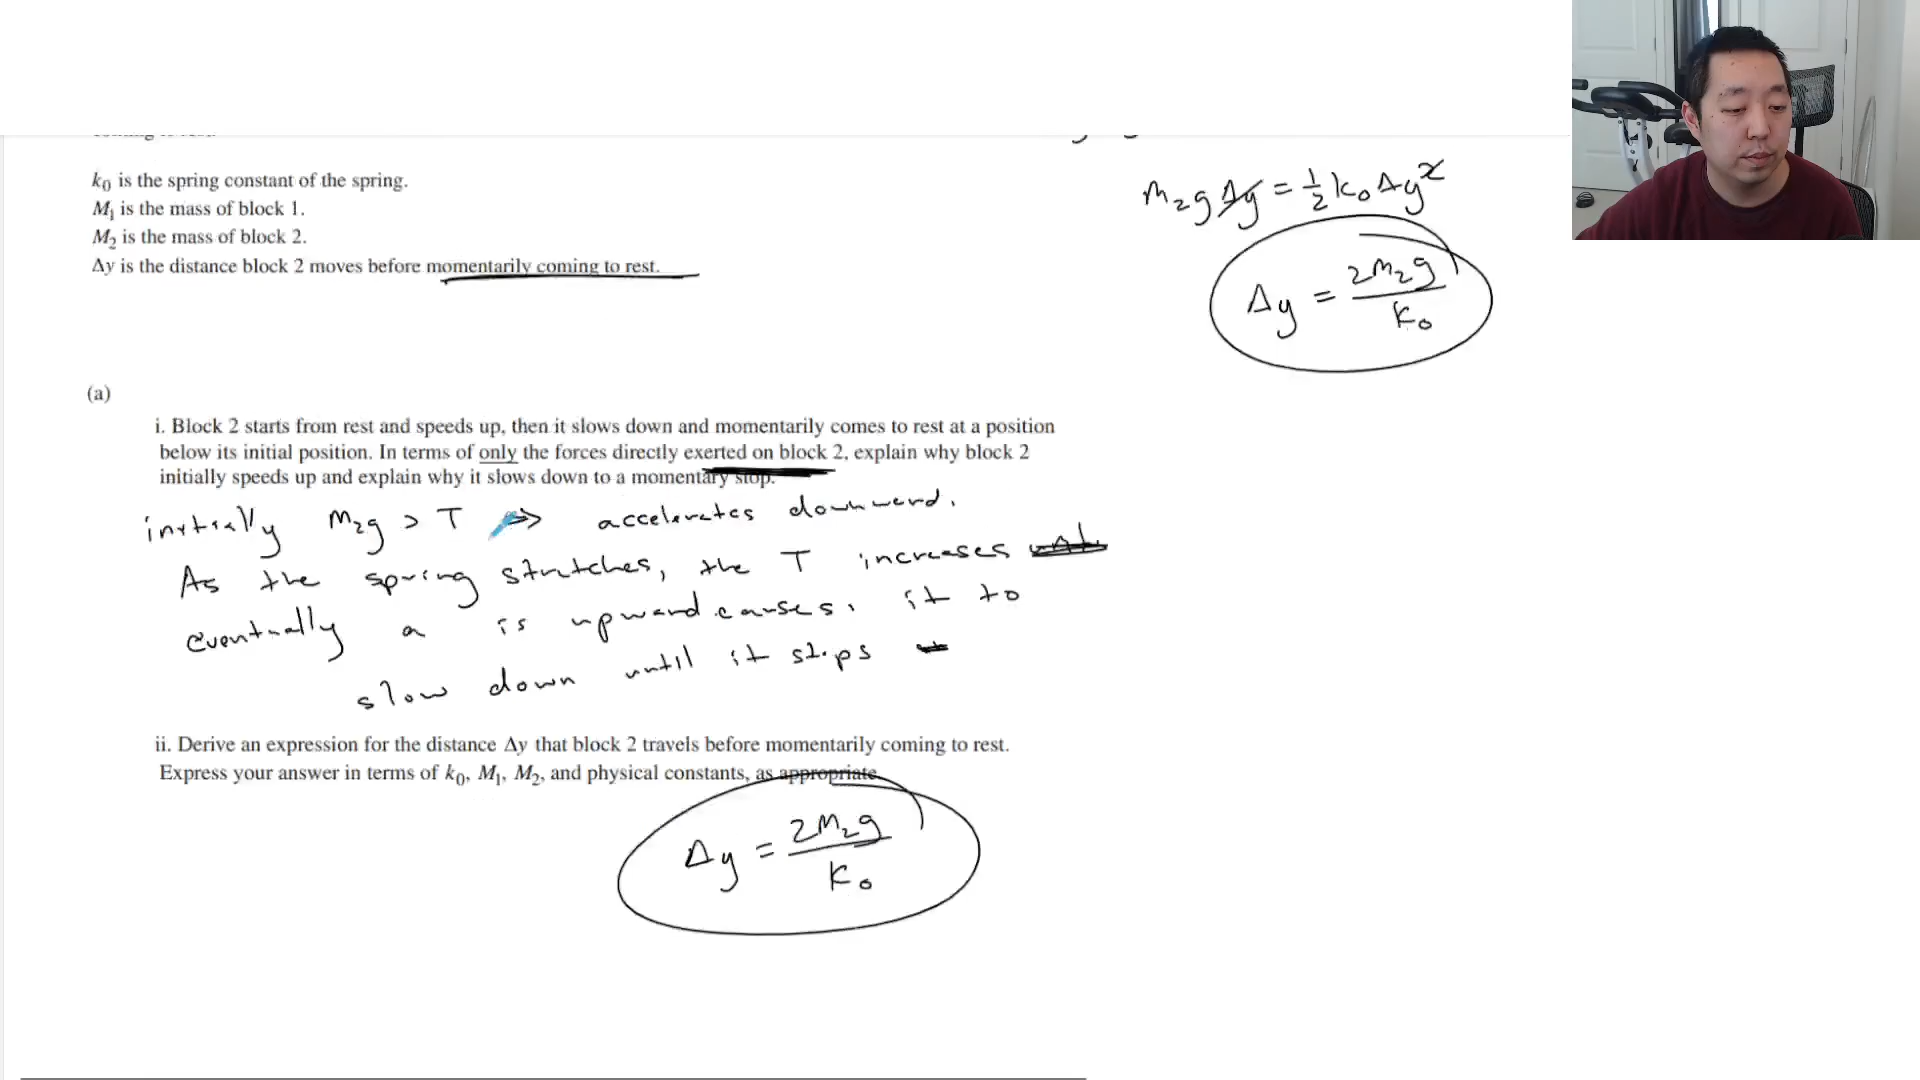 k₀ is the spring constant of the spring.
M₁ is the mass of block 1.
M₂ is the mass of block 2.
Δy is the distance block 2 moves before momentarily coming to rest.
m₂gΔy = ½k₀Δy²
Δy = 2M₂g/k₀
(a)
i. Block 2 starts from rest and speeds up, then it slows down and momentarily comes to rest at a position
below its initial position. In terms of only the forces directly exerted on block 2, explain why block 2
initially speeds up and explain why it slows down to a momentary stop.
initially M₂g > T ⇒ accelerates downward.
As the spring stretches, the T increases
eventually a is upward causes it to
slow down until it stops
ii. Derive an expression for the distance Δy that block 2 travels before momentarily coming to rest.
Express your answer in terms of k₀, M₁, M₂, and physical constants, as appropriate.
Δy = 2M₂g/k₀